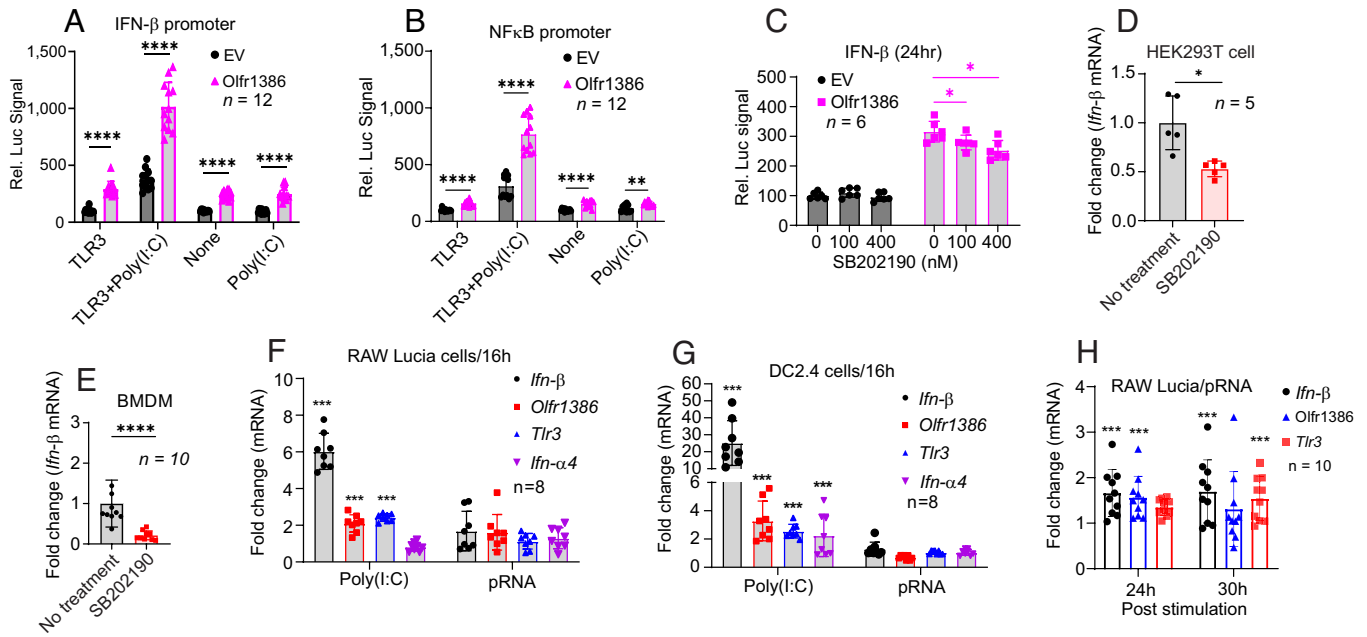 A
IFN-β promoter
Rel. Luc Signal
1,500
1,000
500
0
****
****
****
****
EV
Olfr1386
n = 12
TLR3
TLR3+Poly(I:C)
None
Poly(I:C)
B
NFκB promoter
Rel. Luc Signal
1,500
1,000
500
0
****
****
****
**
EV
Olfr1386
n = 12
TLR3
TLR3+Poly(I:C)
None
Poly(I:C)
C
IFN-β (24hr)
Rel. Luc signal
500
400
300
200
100
0
EV
Olfr1386
n = 6
*
*
0 100 400 0 100 400
SB202190 (nM)
D
HEK293T cell
Fold change (Ifn-β mRNA)
1.5
1.0
0.5
0.0
*
n = 5
No treatment
SB202190
E
BMDM
Fold change (Ifn-β mRNA)
3
2
1
0
****
n = 10
No treatment
SB202190
F
RAW Lucia cells/16h
Fold change (mRNA)
10
8
6
4
2
0
***
***
***
Ifn-β
Olfr1386
Tlr3
Ifn-α4
n=8
Poly(I:C) pRNA
G
DC2.4 cells/16h
Fold change (mRNA)
50
40
30
20
10
6
4
2
0
***
***
***
***
Ifn-β
Olfr1386
Tlr3
Ifn-α4
n=8
Poly(I:C) pRNA
H
RAW Lucia/pRNA
Fold change (mRNA)
4
3
2
1
0
*** *** *** ***
Ifn-β
Olfr1386
Tlr3
n = 10
24h 30h
Post stimulation